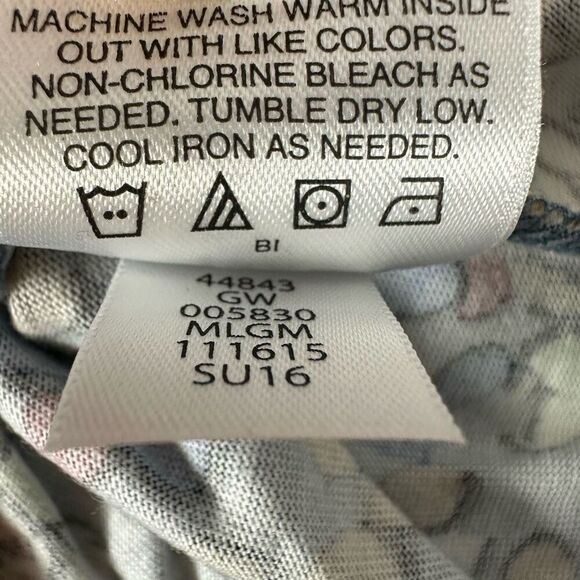 MACHINE WASH WARM INSIDE
OUT WITH LIKE COLORS.
NON-CHLORINE BLEACH AS
NEEDED. TUMBLE DRY LOW.
COOL IRON AS NEEDED.
BI
44843
GW
005830
MLGM
111615
SU16